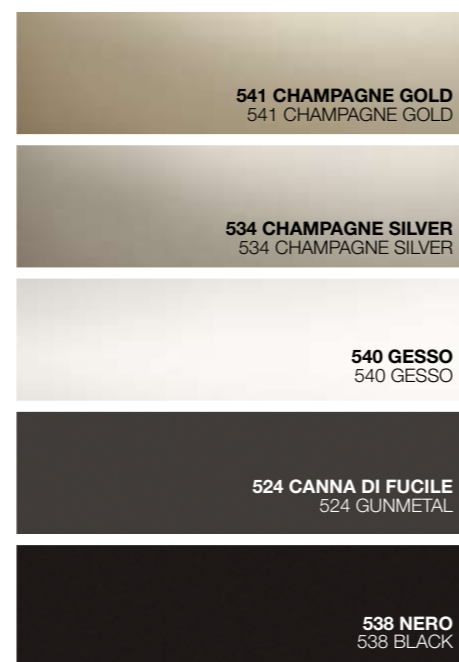 541 CHAMPAGNE GOLD
541 CHAMPAGNE GOLD
534 CHAMPAGNE SILVER
534 CHAMPAGNE SILVER
540 GESSO
540 GESSO
524 CANNA DI FUCILE
524 GUNMETAL
538 NERO
538 BLACK